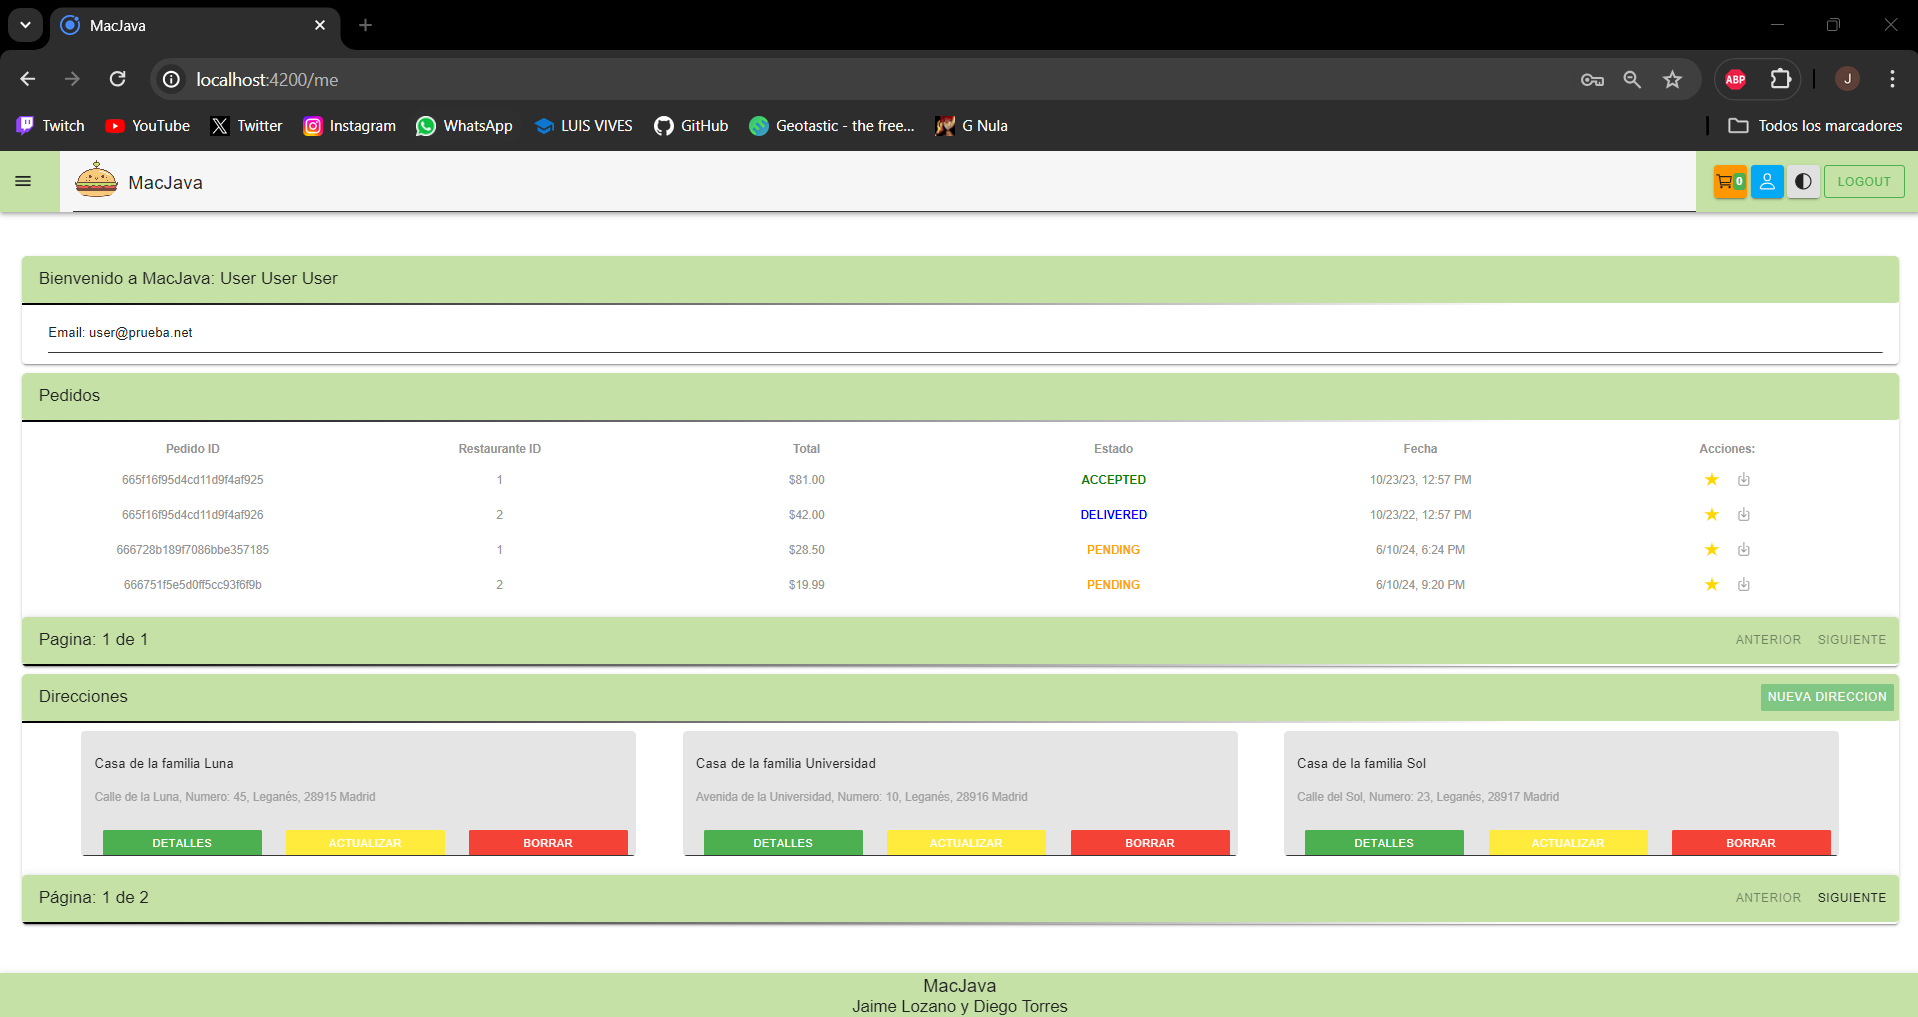 MacJava
localhost:4200/me
ABP
J
Twitch YouTube Twitter Instagram WhatsApp LUIS VIVES GitHub Geotastic - the free... G Nula Todos los marcadores
MacJava 0 LOGOUT
Bienvenido a MacJava: User User User
Email: user@prueba.net
Pedidos
Pedido ID Restaurante ID Total Estado Fecha Acciones:
665f16f95d4cd11d9f4af925 1 $81.00 ACCEPTED 10/23/23, 12:57 PM
665f16f95d4cd11d9f4af926 2 $42.00 DELIVERED 10/23/22, 12:57 PM
666728b189f7086bbe357185 1 $28.50 PENDING 6/10/24, 6:24 PM
666751f5e5d0ff5cc93f6f9b 2 $19.99 PENDING 6/10/24, 9:20 PM
Pagina: 1 de 1 ANTERIOR SIGUIENTE
Direcciones NUEVA DIRECCION
Casa de la familia Luna
Calle de la Luna, Numero: 45, Leganés, 28915 Madrid
DETALLES ACTUALIZAR BORRAR
Casa de la familia Universidad
Avenida de la Universidad, Numero: 10, Leganés, 28916 Madrid
DETALLES ACTUALIZAR BORRAR
Casa de la familia Sol
Calle del Sol, Numero: 23, Leganés, 28917 Madrid
DETALLES ACTUALIZAR BORRAR
Página: 1 de 2 ANTERIOR SIGUIENTE
MacJava
Jaime Lozano y Diego Torres